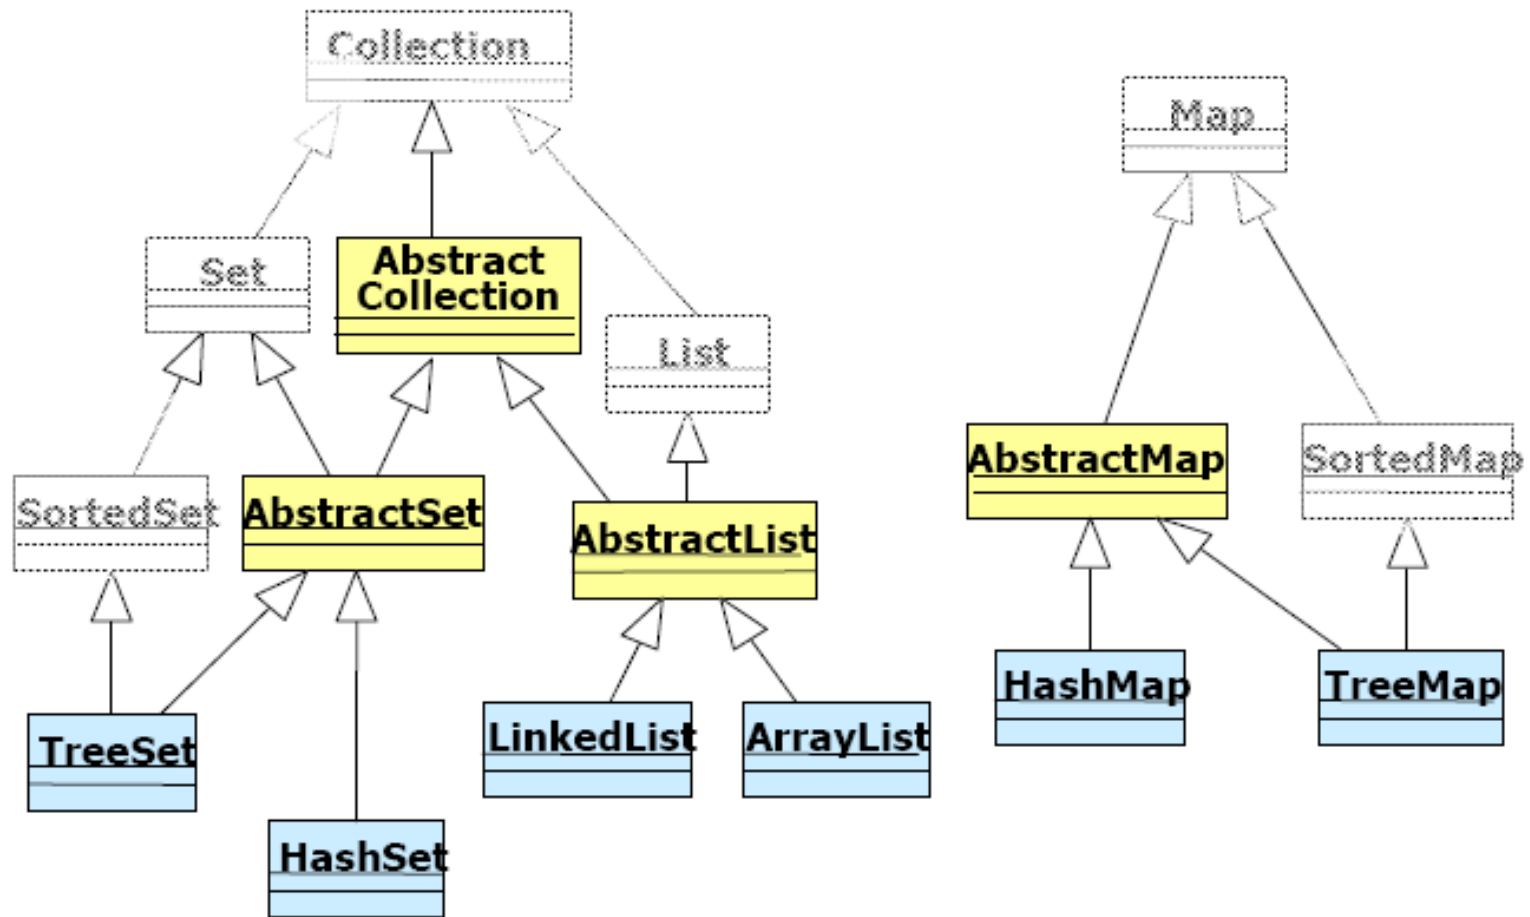 Collection
Map
Set
Abstract
Collection
List
SortedSet
AbstractSet
AbstractList
AbstractMap
SortedMap
TreeSet
LinkedList
ArrayList
HashMap
TreeMap
HashSet